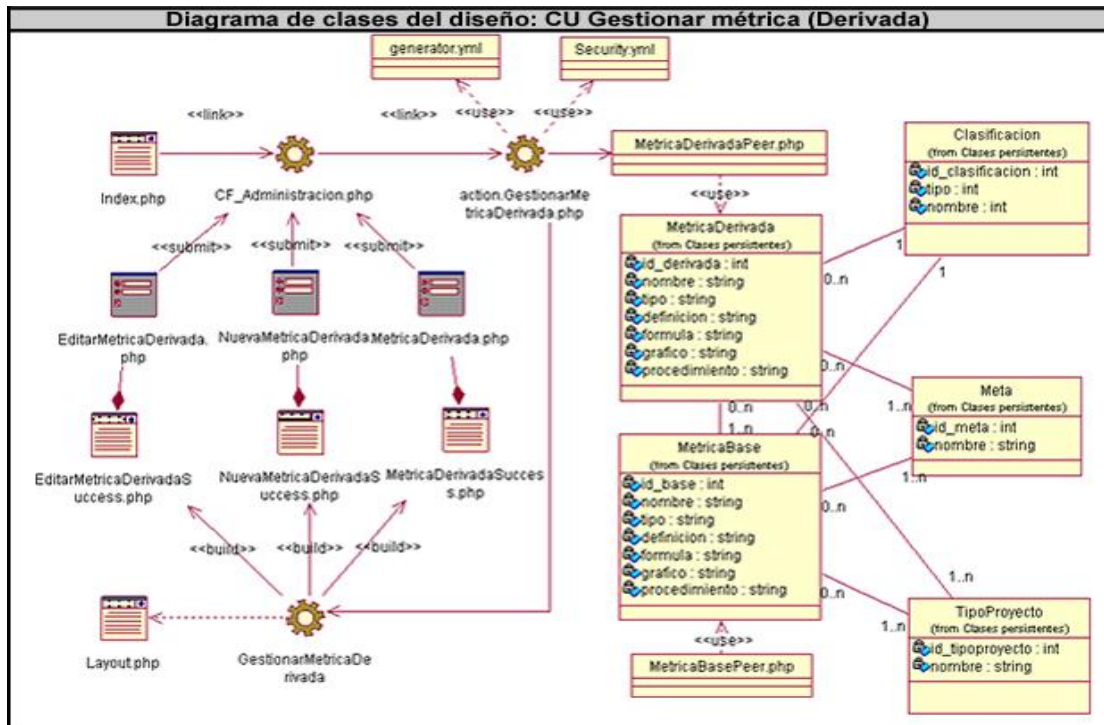 Diagrama de clases del diseño: CU Gestionar métrica (Derivada)
generator.yml
Security.yml
<<link>>
<<link>>
<<use>>
<<use>>
Index.php
CF_Administracion.php
action.GestionarMe
tricaDerivada.php
MetricaDerivadaPeer.php
<<use>>
Clasificacion
(from Clases persistentes)
id_clasificacion : int
tipo : int
nombre : int
<<submit>>
<<submit>>
<<submit>>
MetricaDerivada
(from Clases persistentes)
id_derivada : int
nombre : string
tipo : string
definicion : string
formula : string
grafico : string
procedimiento : string
1
0..n
1
EditarMetricaDerivada.
php
NuevaMetricaDerivada.
php
MetricaDerivada.php
0..n
1..n
0..n
0..n
0..n
1..n
Meta
(from Clases persistentes)
id_meta : int
nombre : string
MetricaBase
(from Clases persistentes)
id_base : int
nombre : string
tipo : string
definicion : string
formula : string
grafico : string
procedimiento : string
1..n
0..n
EditarMetricaDerivadaS
uccess.php
NuevaMetricaDerivadaS
uccess.php
MetricaDerivadaSucces
s.php
<<build>>
<<build>>
<<build>>
1..n
0..n
1..n
TipoProyecto
(from Clases persistentes)
id_tipoproyecto : int
nombre : string
Layout.php
GestionarMetricaDe
rivada
<<use>>
MetricaBasePeer.php